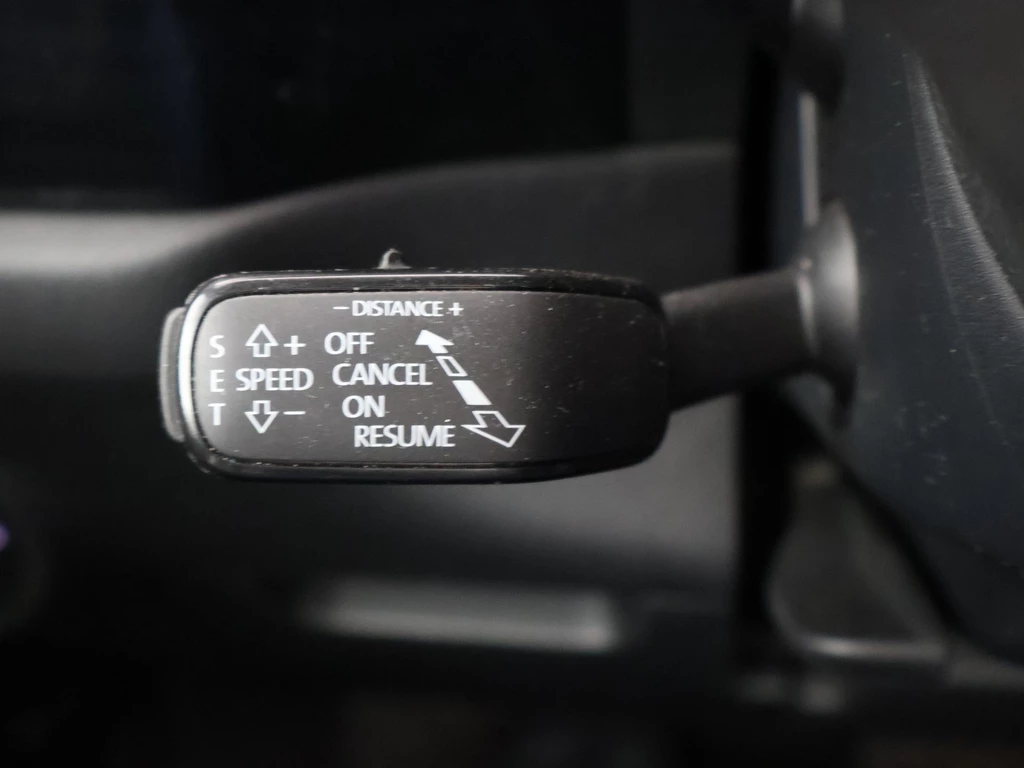 − DISTANCE +
S E T
+
SPEED
−
OFF
CANCEL
ON
RESUME